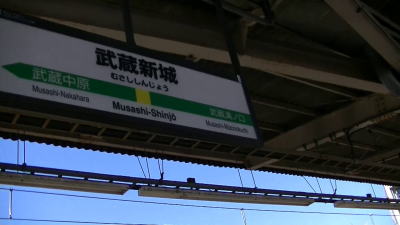 武蔵新城
むさししんじょう
武蔵中原
Musashi-Nakahara
Musashi-Shinjō
武蔵溝ノ口
Musashi-Mizonokuchi